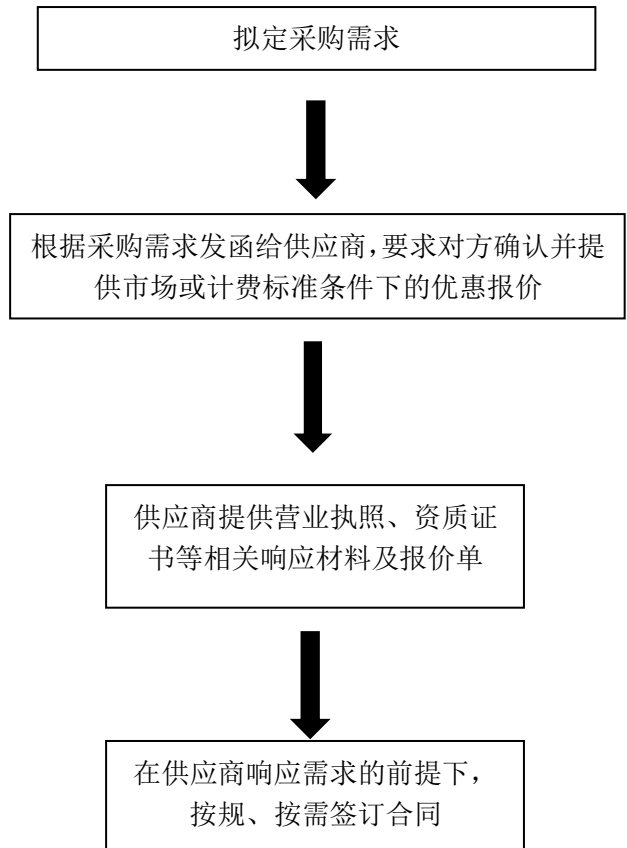 拟定采购需求
根据采购需求发函给供应商,要求对方确认并提
供市场或计费标准条件下的优惠报价
供应商提供营业执照、资质证
书等相关响应材料及报价单
在供应商响应需求的前提下,
按规、按需签订合同